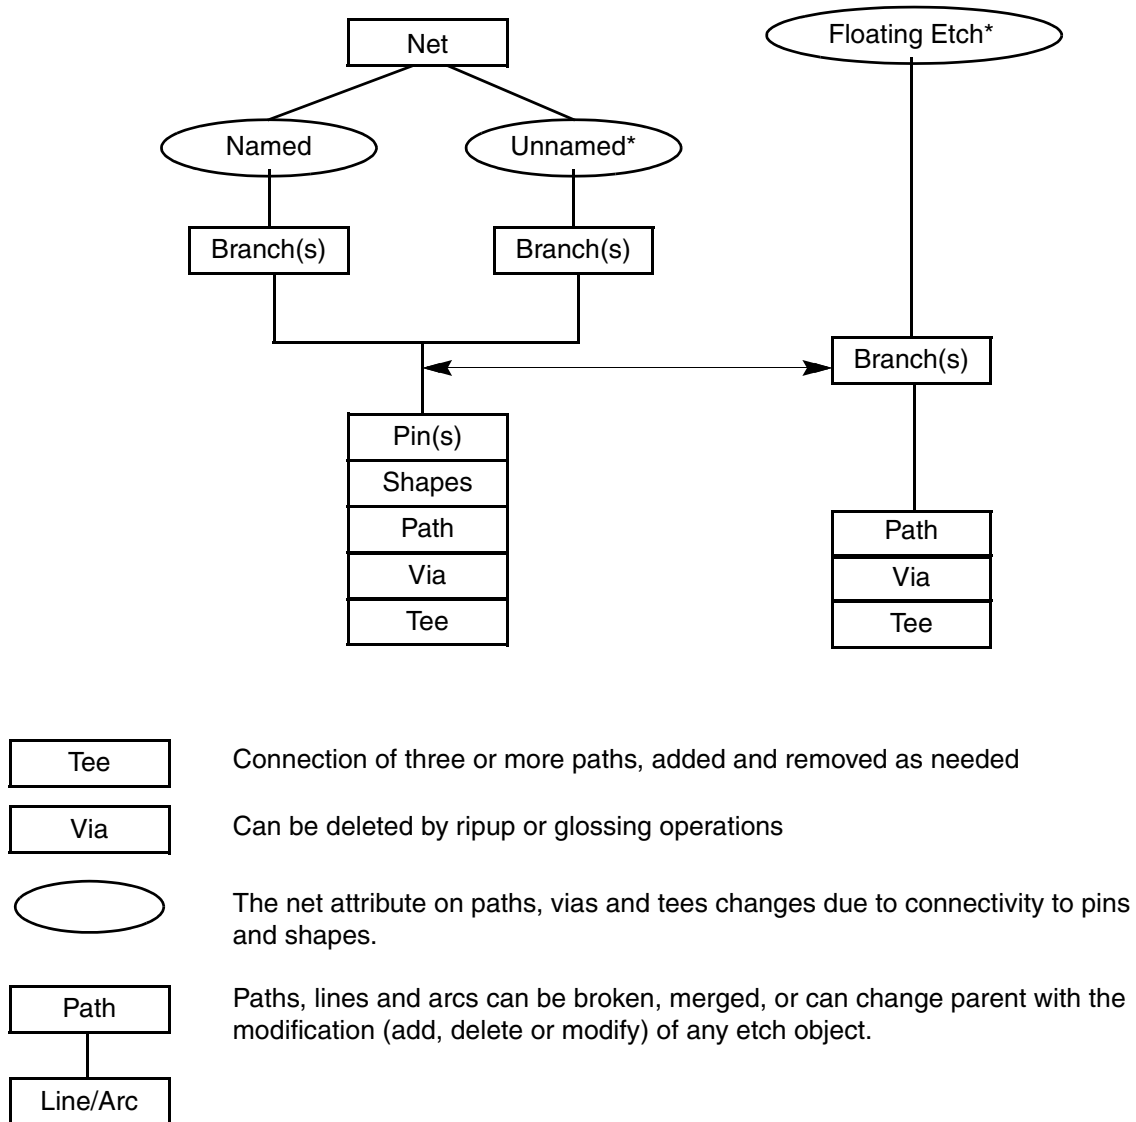 Net
Floating Etch*
Named
Unnamed*
Branch(s)
Branch(s)
Branch(s)
Pin(s)
Shapes
Path
Via
Tee
Path
Via
Tee
Tee
Connection of three or more paths, added and removed as needed
Via
Can be deleted by ripup or glossing operations
The net attribute on paths, vias and tees changes due to connectivity to pins
and shapes.
Path
Paths, lines and arcs can be broken, merged, or can change parent with the
modification (add, delete or modify) of any etch object.
Line/Arc